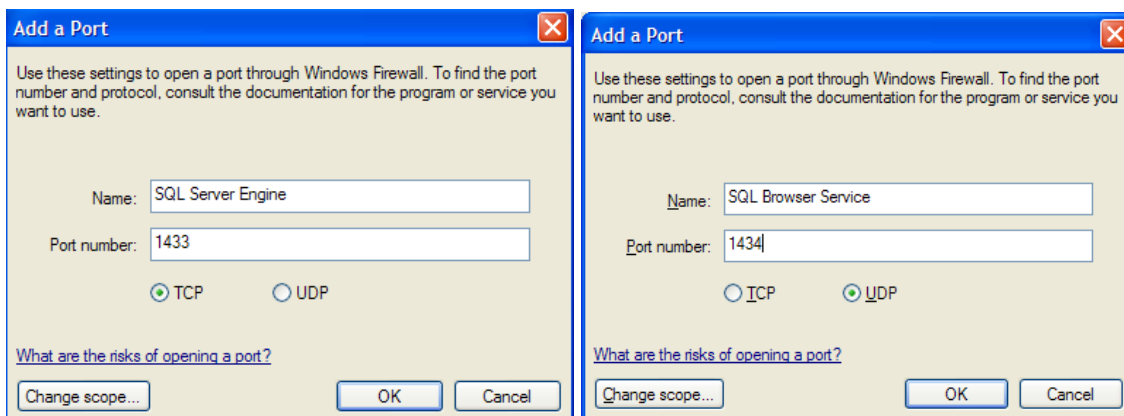 Add a Port
Use these settings to open a port through Windows Firewall. To find the port
number and protocol, consult the documentation for the program or service you
want to use.
Name: SQL Server Engine
Port number: 1433
TCP UDP
What are the risks of opening a port?
Change scope... OK Cancel
Add a Port
Use these settings to open a port through Windows Firewall. To find the port
number and protocol, consult the documentation for the program or service you
want to use.
Name: SQL Browser Service
Port number: 1434
TCP UDP
What are the risks of opening a port?
Change scope... OK Cancel